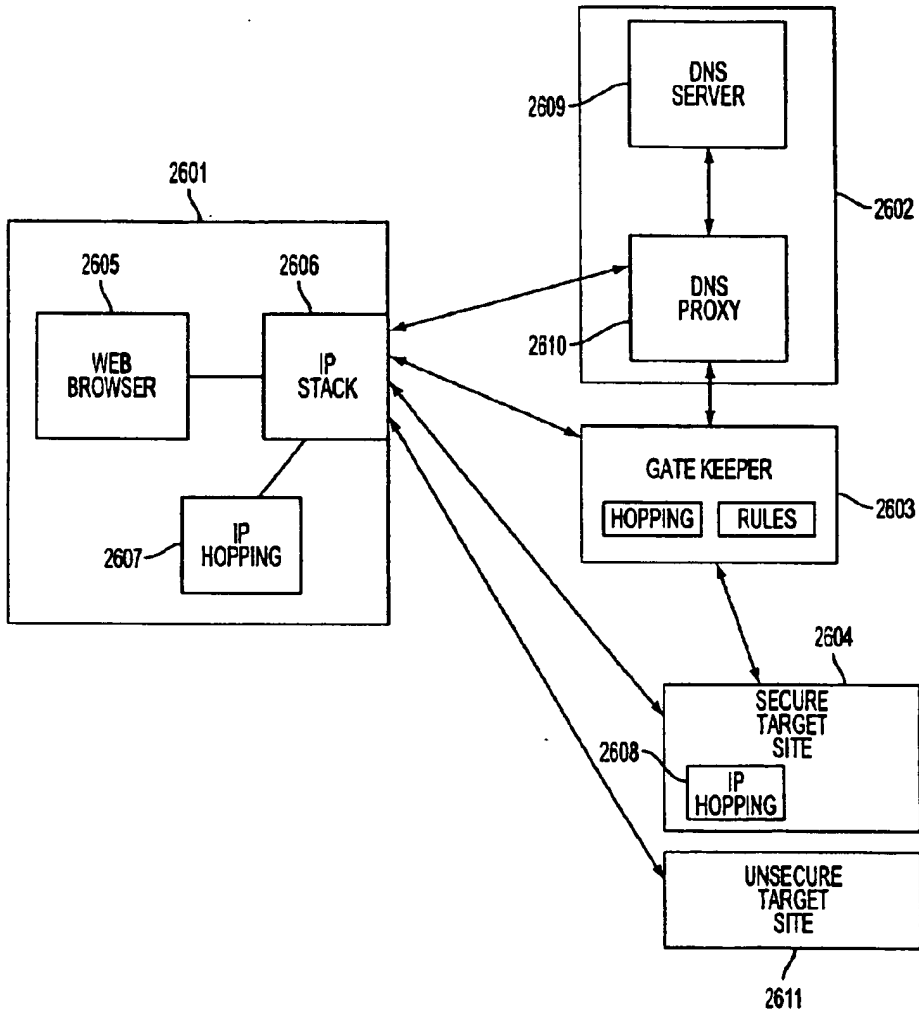 2609
DNS
SERVER
2602
2601
2605
2606
WEB
BROWSER
IP
STACK
DNS
PROXY
2610
GATE KEEPER
HOPPING
RULES
2603
2607
IP
HOPPING
2604
SECURE
TARGET
SITE
2608
IP
HOPPING
UNSECURE
TARGET
SITE
2611